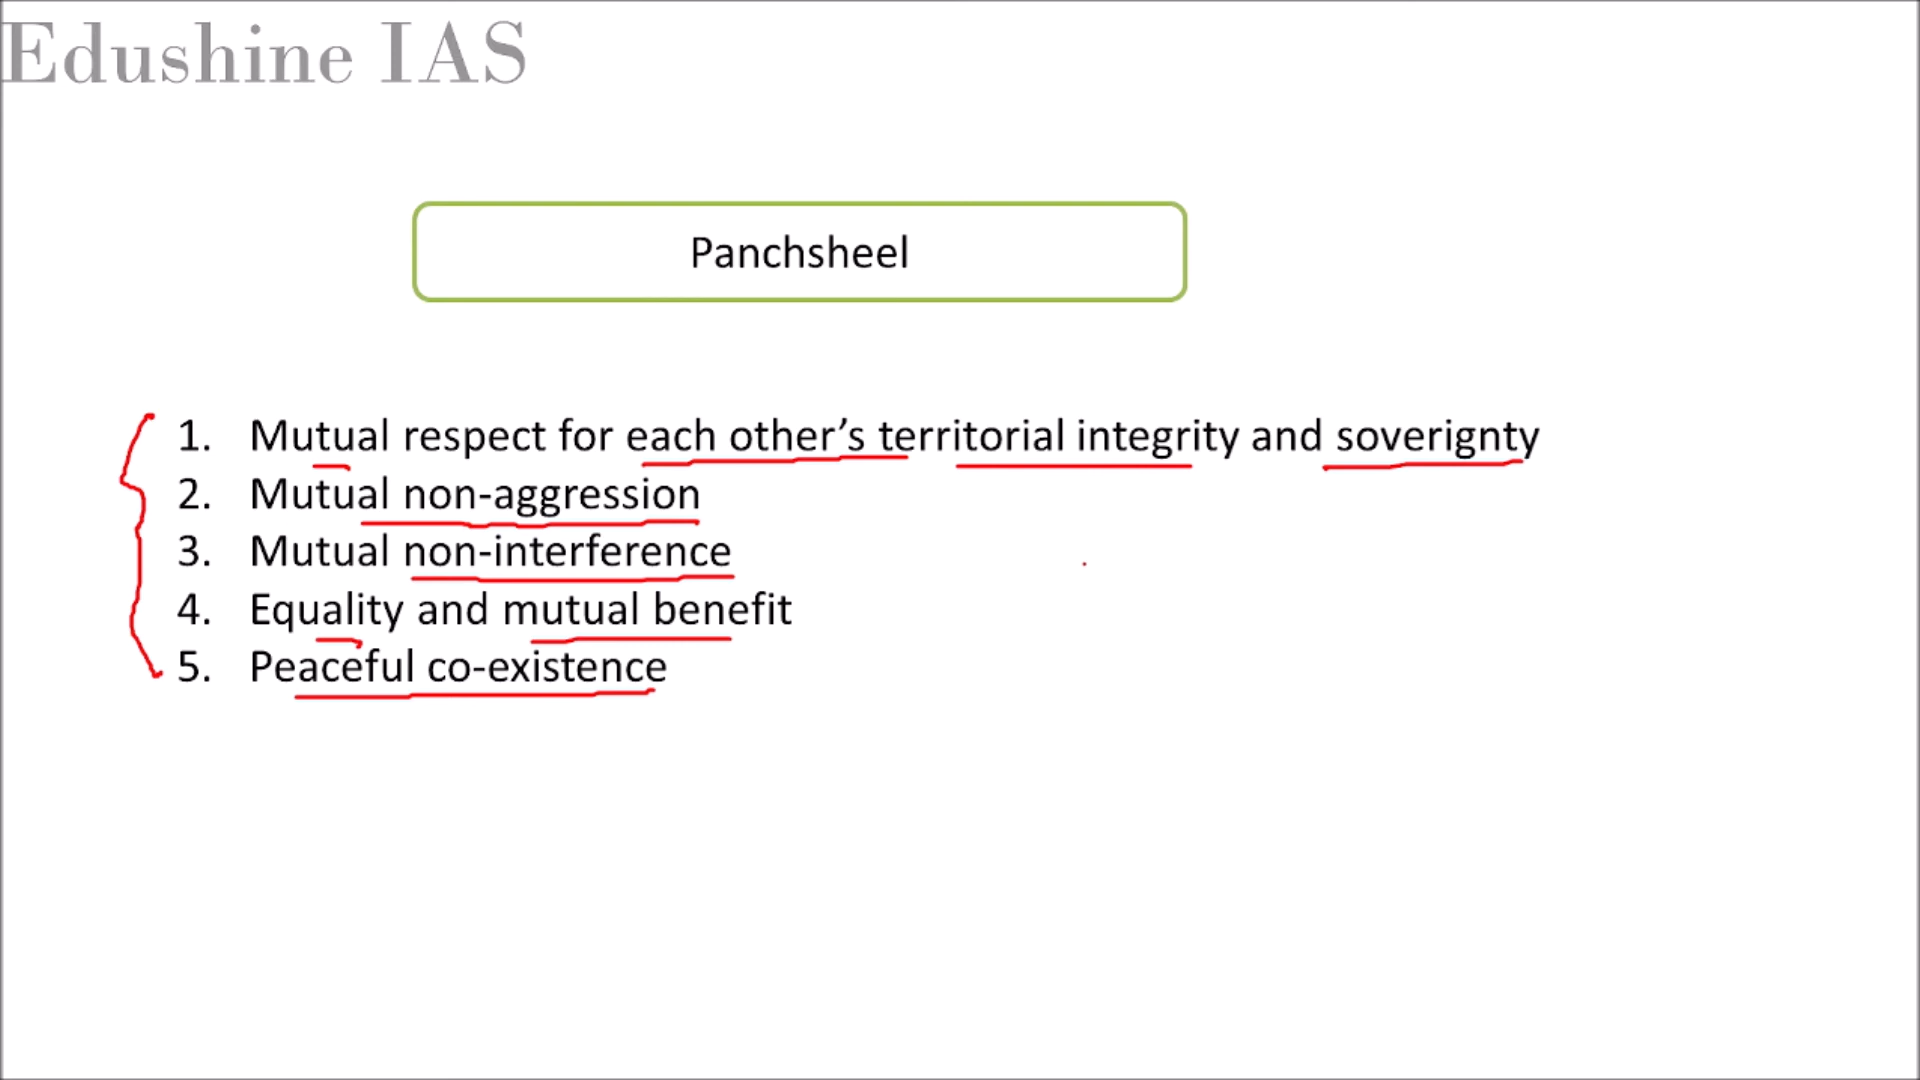 Edushine IAS
Panchsheel
1. Mutual respect for each other’s territorial integrity and soverignty
2. Mutual non-aggression
3. Mutual non-interference
4. Equality and mutual benefit
5. Peaceful co-existence